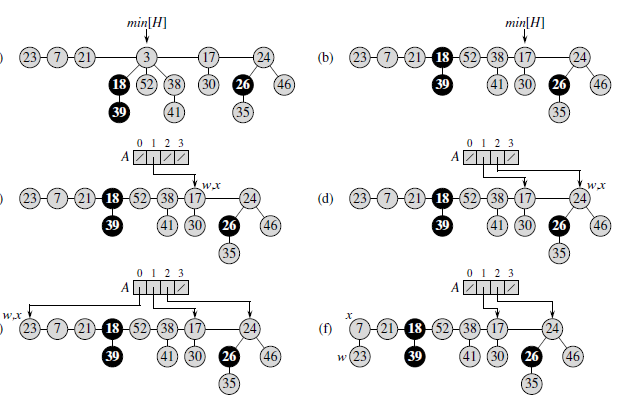 min[H] min[H]
) 23 7 21 3 17 24 (b) 23 7 21 18 52 38 17 24
18 52 38 30 26 46 39 41 30 26 46
39 41 35 35
0 1 2 3 0 1 2 3
A A
w,x w,x
) 23 7 21 18 52 38 17 24 (d) 23 7 21 18 52 38 17 24
39 41 30 26 46 39 41 30 26 46
35 35
0 1 2 3 0 1 2 3
A A
w,x x
) 23 7 21 18 52 38 17 24 (f) 7 21 18 52 38 17 24
39 41 30 26 46 w 23 39 41 30 26 46
35 35